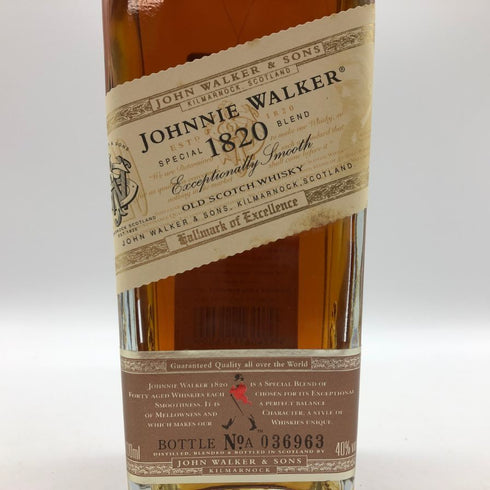 JOHN WALKER & SONS
KILMARNOCK, SCOTLAND
JOHNNIE WALKER®
ESTD 1820
SPECIAL 1820 BLEND
Exceptionally Smooth
OLD SCOTCH WHISKY
JOHN WALKER & SONS, KILMARNOCK, SCOTLAND
Hallmark of Excellence
Guaranteed Quality all over the World
JOHNNIE WALKER 1820 IS A SPECIAL BLEND OF
FORTY AGED WHISKIES EACH CHOSEN FOR ITS EXCEPTIONAL
SMOOTHNESS. IT IS A PERFECT BALANCE
OF MELLOWNESS AND CHARACTER, A STYLE OF
WHICH MAKES OUR WHISKIES UNIQUE.
BOTTLE No.A 036963
40%
DISTILLED, BLENDED & BOTTLED IN SCOTLAND BY
JOHN WALKER & SONS
KILMARNOCK